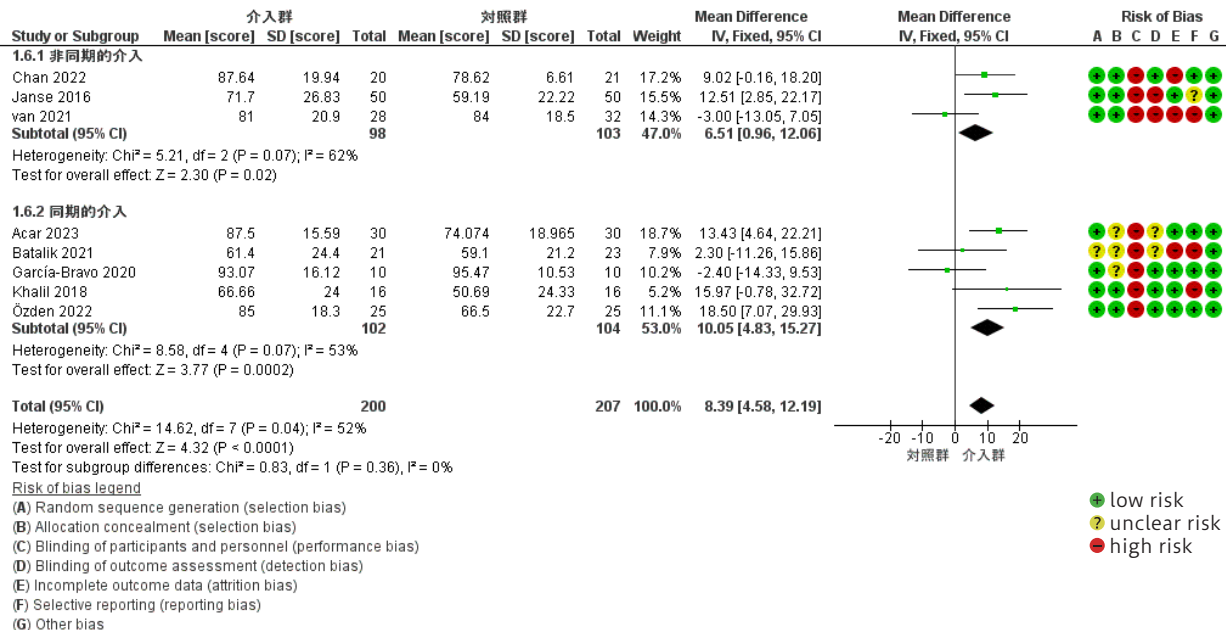 介入群 対照群 Mean Difference Mean Difference Risk of Bias
Study or Subgroup Mean [score] SD [score] Total Mean [score] SD [score] Total Weight IV, Fixed, 95% CI IV, Fixed, 95% CI A B C D E F G
1.6.1 非同期的介入
Chan 2022 87.64 19.94 20 78.62 6.61 21 17.2% 9.02 [-0.16, 18.20] + + - + - + +
Janse 2016 71.7 26.83 50 59.19 22.22 50 15.5% 12.51 [2.85, 22.17] + + - - + ? +
van 2021 81 20.9 28 84 18.5 32 14.3% -3.00 [-13.05, 7.05] + + - - - - +
Subtotal (95% CI) 98 103 47.0% 6.51 [0.96, 12.06]
Heterogeneity: Chi² = 5.21, df = 2 (P = 0.07); I² = 62%
Test for overall effect: Z = 2.30 (P = 0.02)
1.6.2 同期的介入
Acar 2023 87.5 15.59 30 74.074 18.965 30 18.7% 13.43 [4.64, 22.21] + ? - ? + + +
Batalik 2021 61.4 24.4 21 59.1 21.2 23 7.9% 2.30 [-11.26, 15.86] ? ? - ? - - +
García-Bravo 2020 93.07 16.12 10 95.47 10.53 10 10.2% -2.40 [-14.33, 9.53] + ? - + + + +
Khalil 2018 66.66 24 16 50.69 24.33 16 5.2% 15.97 [-0.78, 32.72] + + - + + - +
Özden 2022 85 18.3 25 66.5 22.7 25 11.1% 18.50 [7.07, 29.93] + + - + + + +
Subtotal (95% CI) 102 104 53.0% 10.05 [4.83, 15.27]
Heterogeneity: Chi² = 8.58, df = 4 (P = 0.07); I² = 53%
Test for overall effect: Z = 3.77 (P = 0.0002)
Total (95% CI) 200 207 100.0% 8.39 [4.58, 12.19]
Heterogeneity: Chi² = 14.62, df = 7 (P = 0.04); I² = 52%
Test for overall effect: Z = 4.32 (P < 0.0001)
Test for subgroup differences: Chi² = 0.83, df = 1 (P = 0.36), I² = 0%
-20 -10 0 10 20
対照群 介入群
Risk of bias legend
(A) Random sequence generation (selection bias)
(B) Allocation concealment (selection bias)
(C) Blinding of participants and personnel (performance bias)
(D) Blinding of outcome assessment (detection bias)
(E) Incomplete outcome data (attrition bias)
(F) Selective reporting (reporting bias)
(G) Other bias
+ low risk
? unclear risk
- high risk